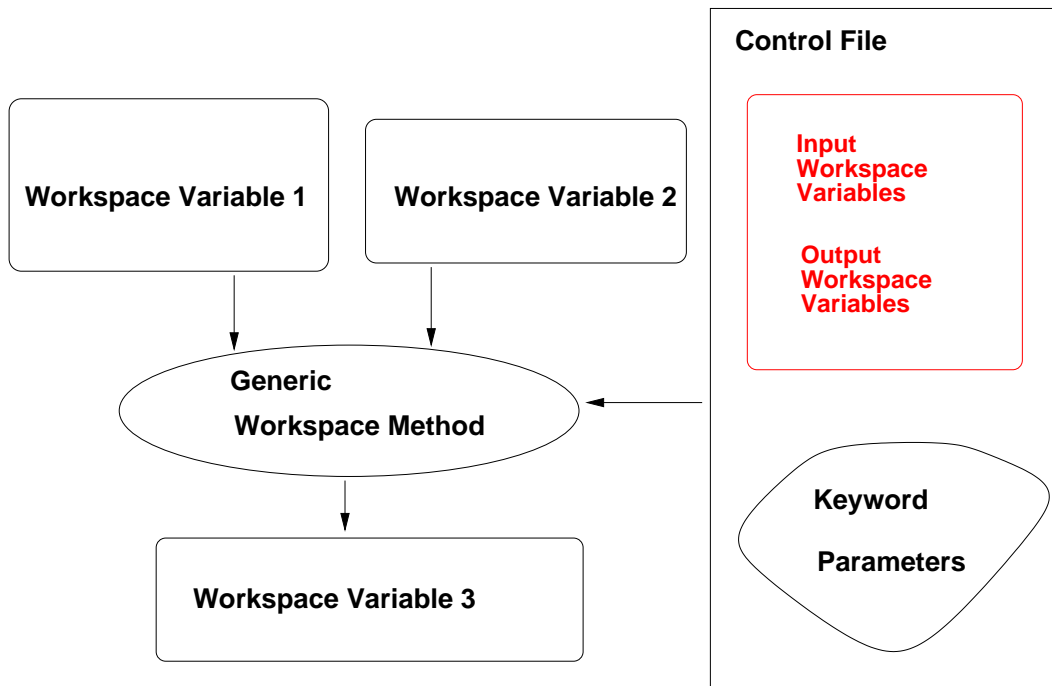 Control File
Workspace Variable 1
Workspace Variable 2
Input
Workspace
Variables
Output
Workspace
Variables
Generic
Workspace Method
Keyword
Parameters
Workspace Variable 3